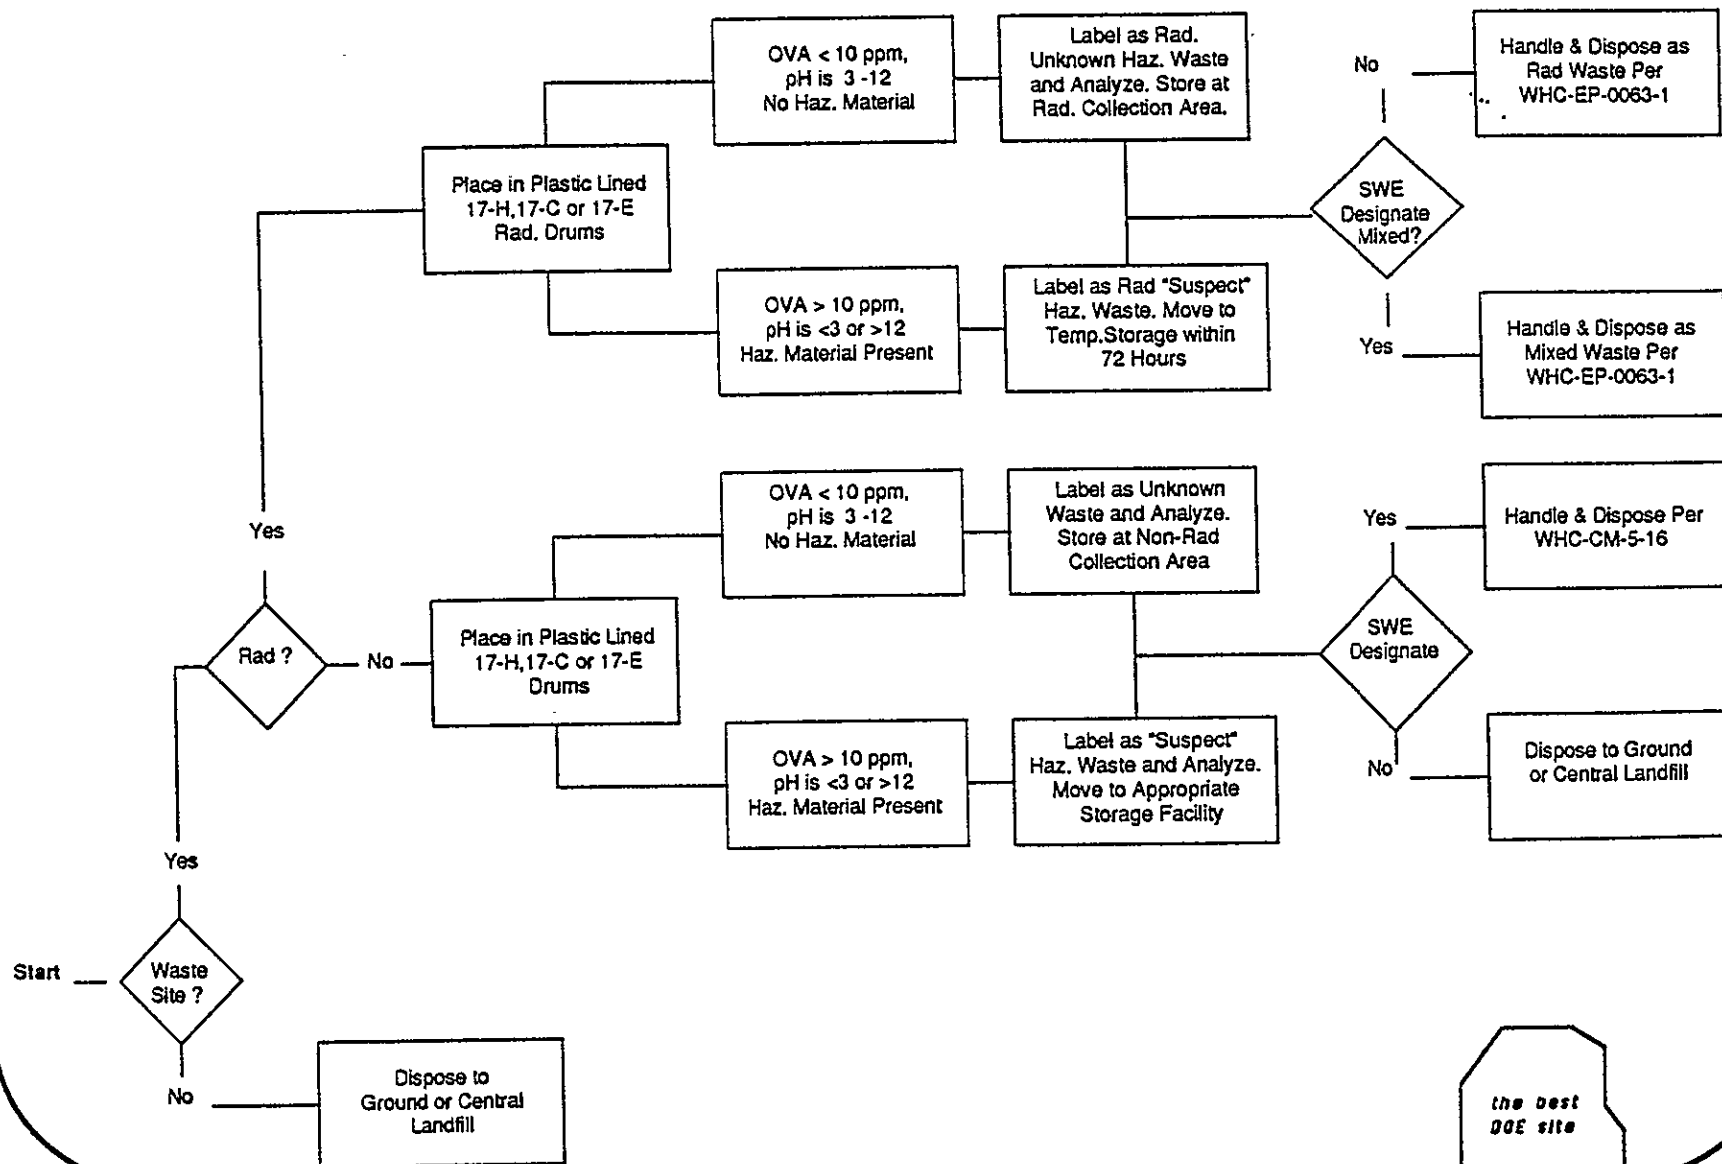 OVA < 10 ppm,
pH is 3 -12
No Haz. Material
Label as Rad.
Unknown Haz. Waste
and Analyze. Store at
Rad. Collection Area.
No
Handle & Dispose as
Rad Waste Per
WHC-EP-0063-1
Place in Plastic Lined
17-H,17-C or 17-E
Rad. Drums
SWE
Designate
Mixed?
OVA > 10 ppm,
pH is <3 or >12
Haz. Material Present
Label as Rad "Suspect"
Haz. Waste. Move to
Temp.Storage within
72 Hours
Yes
Handle & Dispose as
Mixed Waste Per
WHC-EP-0063-1
OVA < 10 ppm,
pH is 3 -12
No Haz. Material
Label as Unknown
Waste and Analyze.
Store at Non-Rad
Collection Area
Yes
Handle & Dispose Per
WHC-CM-5-16
Yes
Rad ?
No
Place in Plastic Lined
17-H,17-C or 17-E
Drums
SWE
Designate
OVA > 10 ppm,
pH is <3 or >12
Haz. Material Present
Label as "Suspect"
Haz. Waste and Analyze.
Move to Appropriate
Storage Facility
No
Dispose to Ground
or Central Landfill
Yes
Start
Waste
Site ?
No
Dispose to
Ground or Central
Landfill
the best
DOE site